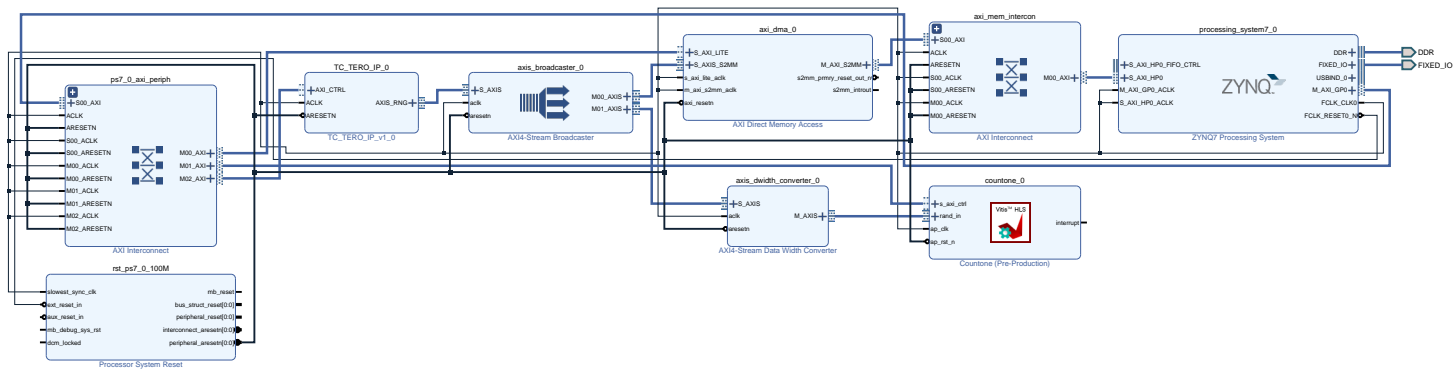 ps7_0_axi_periph
S00_AXI
ACLK
ARESETN
S00_ACLK
S00_ARESETN
M00_ACLK
M00_ARESETN
M01_ACLK
M01_ARESETN
M02_ACLK
M02_ARESETN
M00_AXI
M01_AXI
M02_AXI
AXI Interconnect
rst_ps7_0_100M
slowest_sync_clk
ext_reset_in
aux_reset_in
mb_debug_sys_rst
dcm_locked
mb_reset
bus_struct_reset[0:0]
peripheral_reset[0:0]
interconnect_aresetn[0:0]
peripheral_aresetn[0:0]
Processor System Reset
TC_TERO_IP_0
AXI_CTRL
ACLK
ARESETN
AXIS_RNG
TC_TERO_IP_v1_0
axis_broadcaster_0
S_AXIS
aclk
aresetn
M00_AXIS
M01_AXIS
AXI4-Stream Broadcaster
axi_dma_0
S_AXI_LITE
S_AXIS_S2MM
s_axi_lite_aclk
m_axi_s2mm_aclk
axi_resetn
M_AXI_S2MM
s2mm_prmry_reset_out_n
s2mm_introut
AXI Direct Memory Access
axis_dwidth_converter_0
S_AXIS
aclk
aresetn
M_AXIS
AXI4-Stream Data Width Converter
axi_mem_intercon
S00_AXI
ACLK
ARESETN
S00_ACLK
S00_ARESETN
M00_ACLK
M00_ARESETN
M00_AXI
AXI Interconnect
countone_0
s_axi_ctrl
rand_in
ap_clk
ap_rst_n
Vitis™ HLS
interrupt
Countone (Pre-Production)
processing_system7_0
S_AXI_HP0_FIFO_CTRL
S_AXI_HP0
M_AXI_GP0_ACLK
S_AXI_HP0_ACLK
ZYNQ
DDR
FIXED_IO
USBIND_0
M_AXI_GP0
FCLK_CLK0
FCLK_RESET0_N
ZYNQ7 Processing System
DDR
FIXED_IO